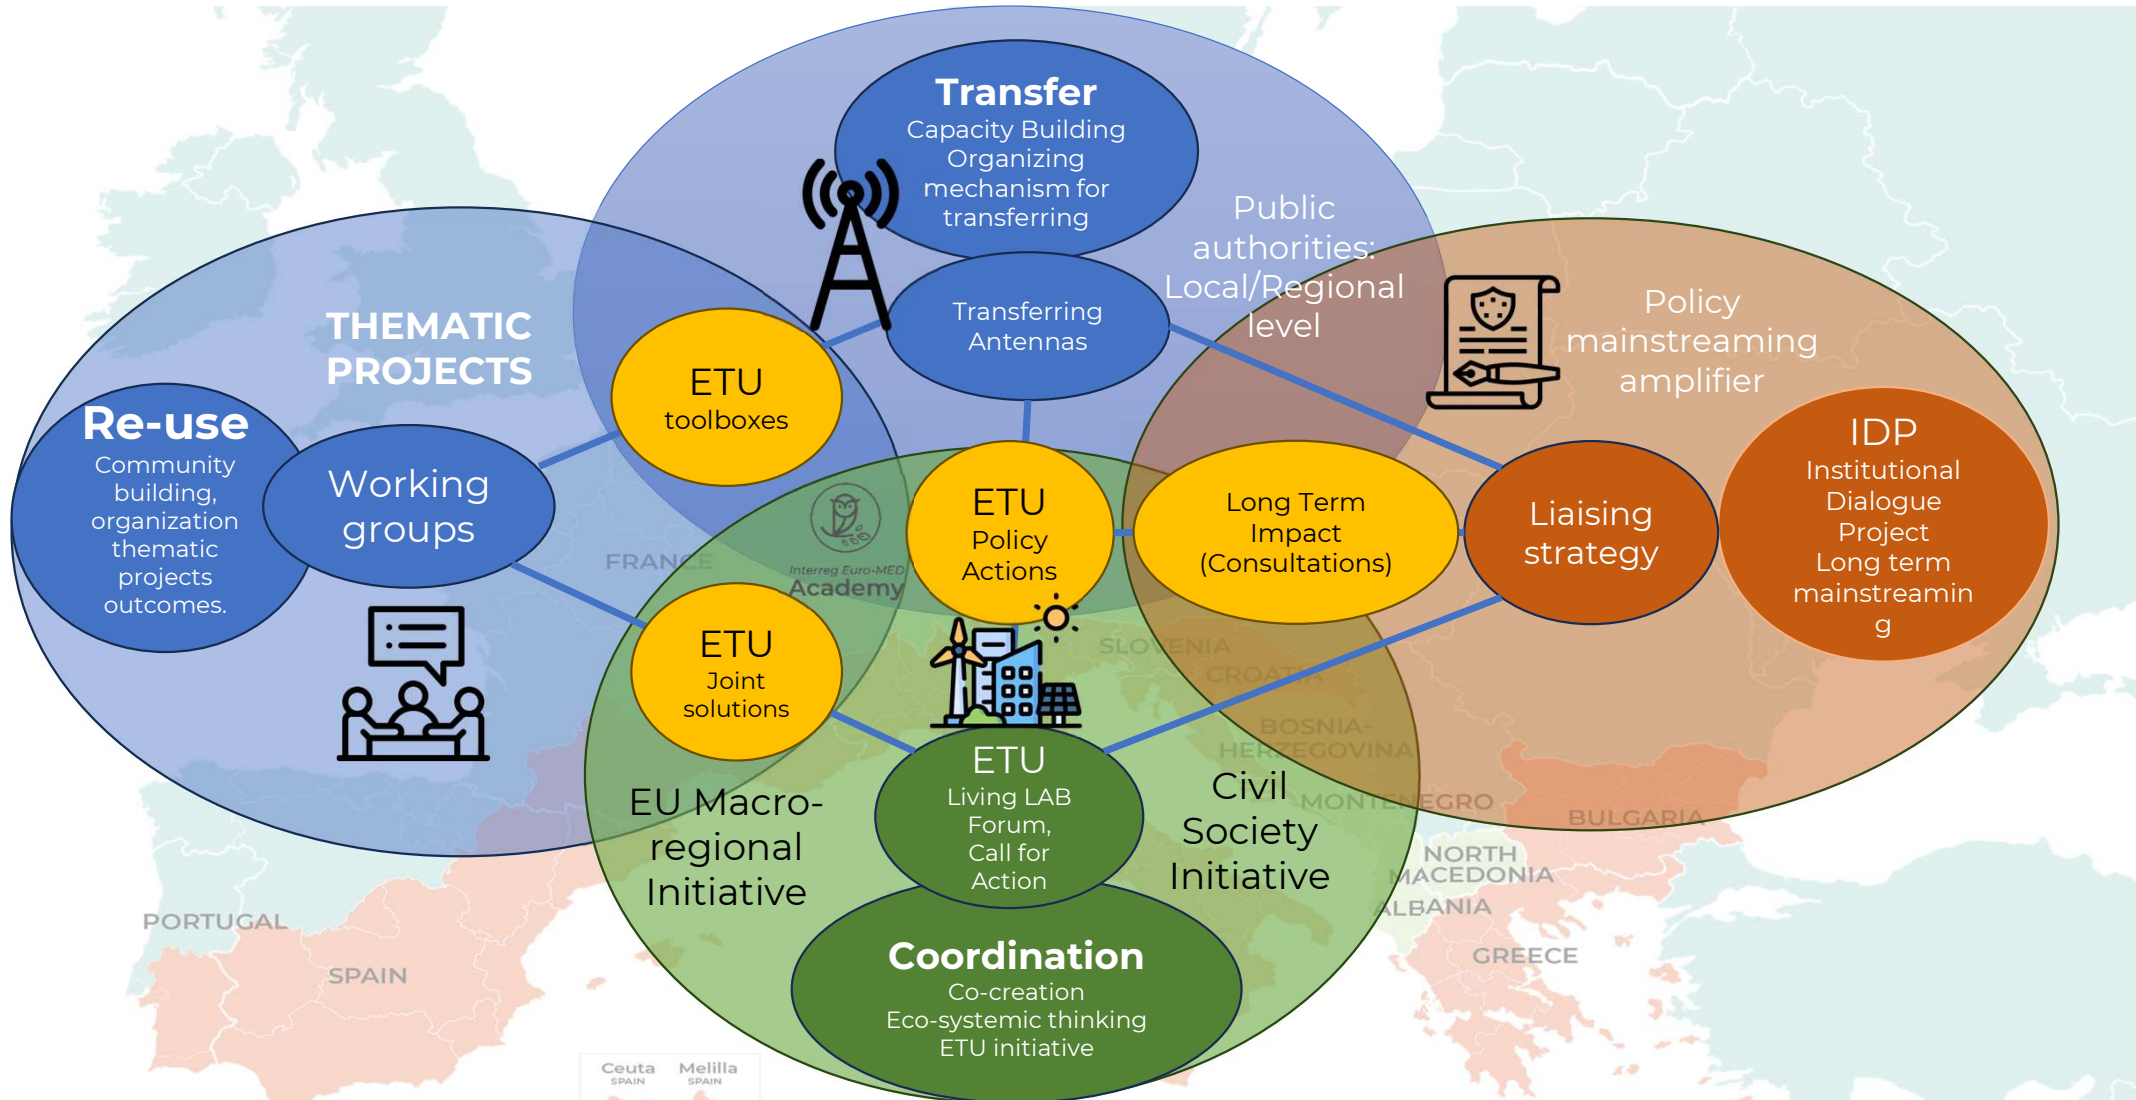 Transfer
Capacity Building
Organizing
mechanism for
transferring
Public
authorities:
Local/Regional
level
Transferring
Antennas
THEMATIC
PROJECTS
ETU
toolboxes
Policy
mainstreaming
amplifier
Re-use
Community
building,
organization
thematic
projects
outcomes.
Working
groups
ETU
Policy
Actions
Long Term
Impact
(Consultations)
Liaising
strategy
IDP
Institutional
Dialogue
Project
Long term
mainstreamin
g
FRANCE
Interreg Euro-MED
Academy
ETU
Joint
solutions
SLOVENIA
CROATIA
BOSNIA-
HERZEGOVINA
MONTENEGRO
BULGARIA
NORTH
MACEDONIA
ALBANIA
GREECE
EU Macro-
regional
Initiative
ETU
Living LAB
Forum,
Call for
Action
Civil
Society
Initiative
PORTUGAL
SPAIN
Coordination
Co-creation
Eco-systemic thinking
ETU initiative
Ceuta
SPAIN
Melilla
SPAIN